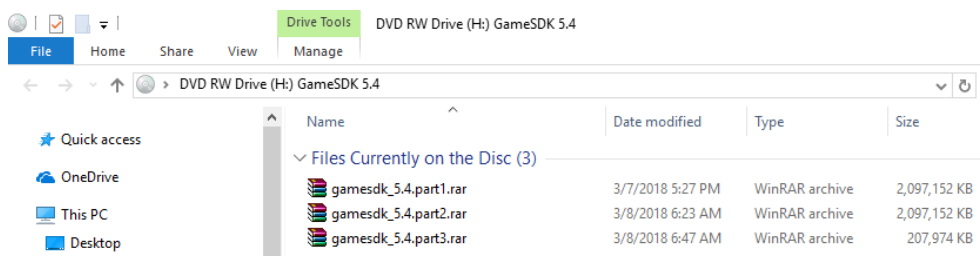 Drive Tools DVD RW Drive (H:) GameSDK 5.4
File Home Share View Manage
DVD RW Drive (H:) GameSDK 5.4
Quick access
OneDrive
This PC
Desktop
Name Date modified Type Size
Files Currently on the Disc (3)
gamesdk_5.4.part1.rar 3/7/2018 5:27 PM WinRAR archive 2,097,152 KB
gamesdk_5.4.part2.rar 3/8/2018 6:23 AM WinRAR archive 2,097,152 KB
gamesdk_5.4.part3.rar 3/8/2018 6:47 AM WinRAR archive 207,974 KB